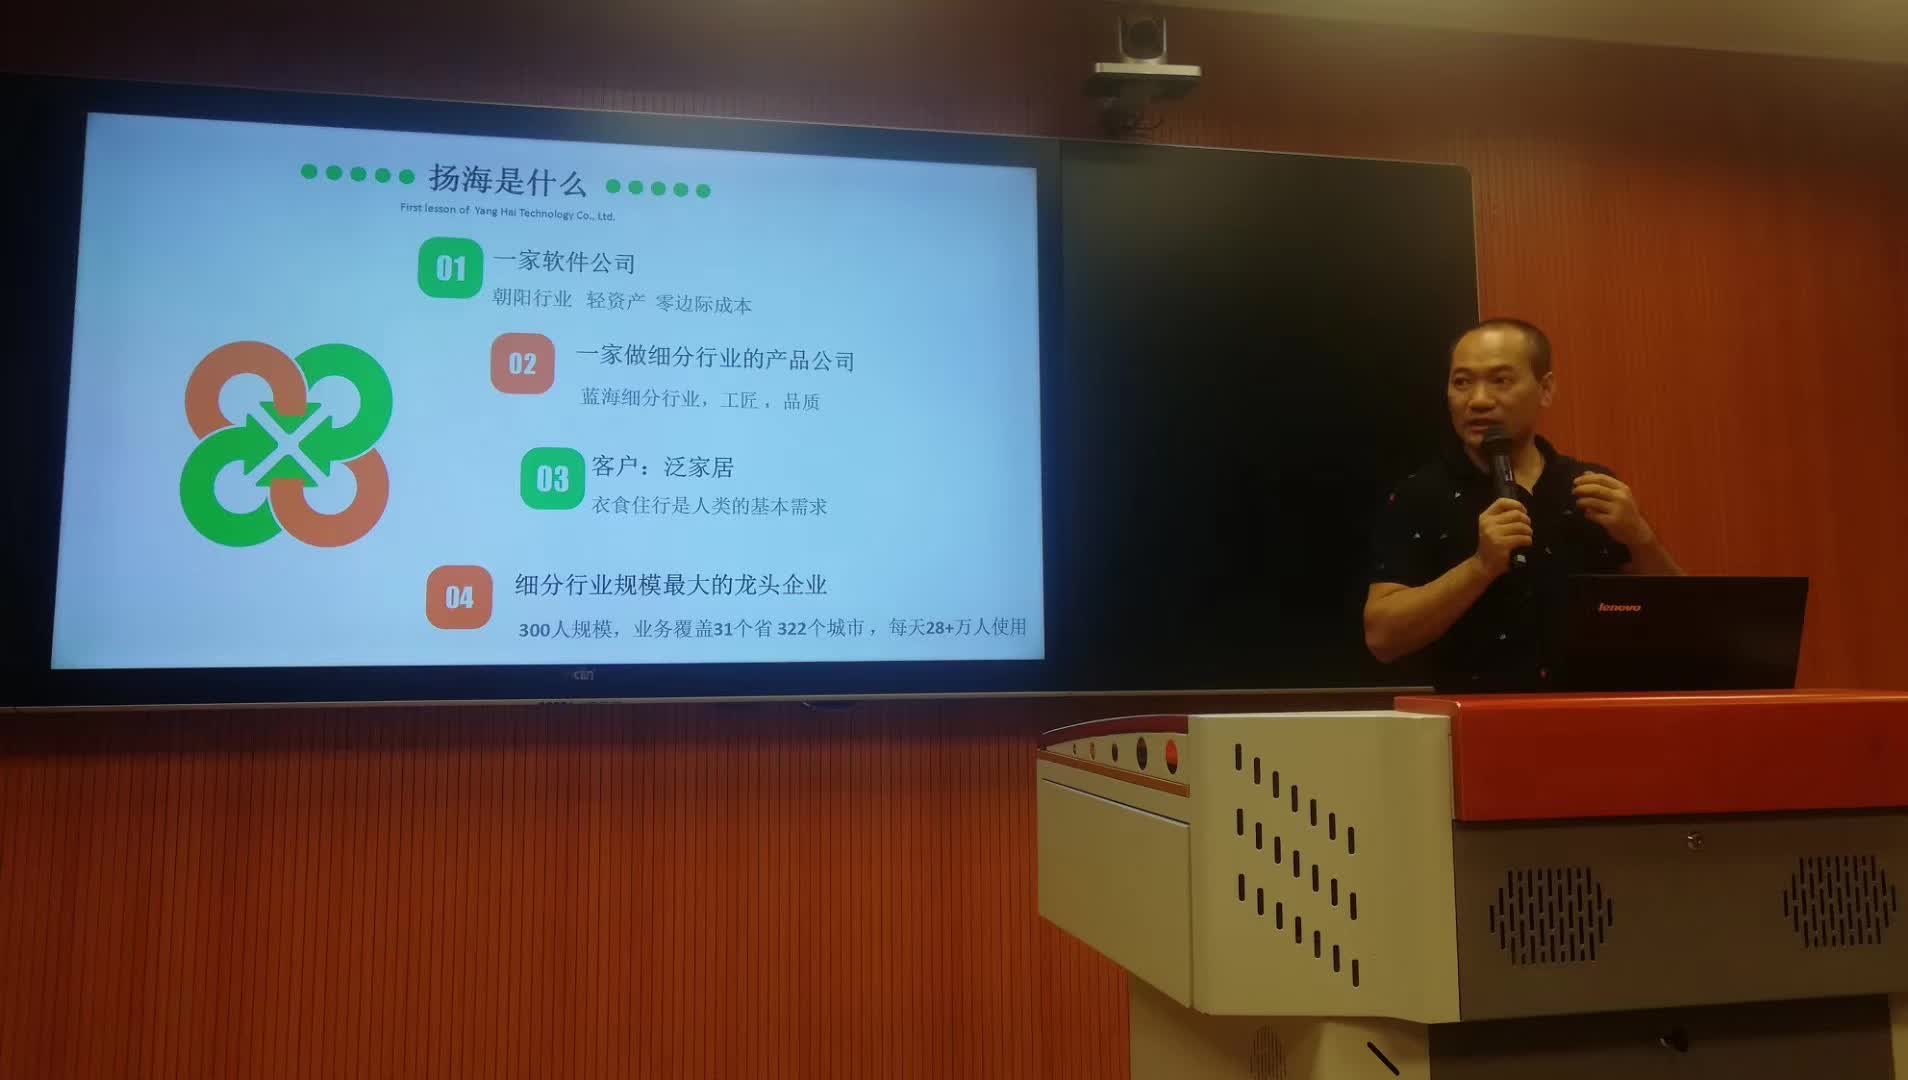 扬海是什么
First lesson of Yang Hai Technology Co., Ltd.
01
一家软件公司
朝阳行业 轻资产 零边际成本
02
一家做细分行业的产品公司
蓝海细分行业，工匠，品质
03
客户：泛家居
衣食住行是人类的基本需求
04
细分行业规模最大的龙头企业
300人规模，业务覆盖31个省 322个城市，每天28+万人使用
lenovo